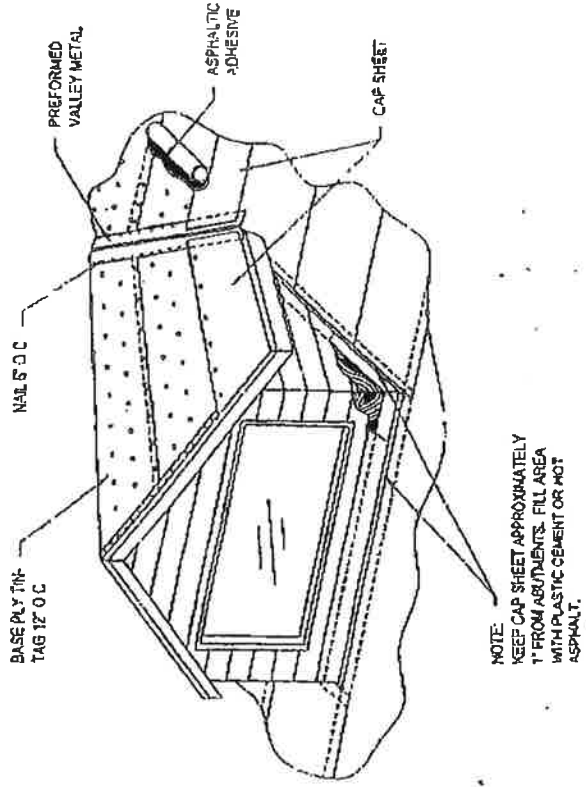 BASE PLY TIN-
TAG 12" O C
NAIL 6" O C
PREFORMED
VALLEY METAL
ASPHALTIC
ADHESIVE
CAP SHEET
NOTE:
KEEP CAP SHEET APPROXIMATELY
1" FROM ABUTMENTS. FILL AREA
WITH PLASTIC CEMENT OR HOT
ASPHALT.